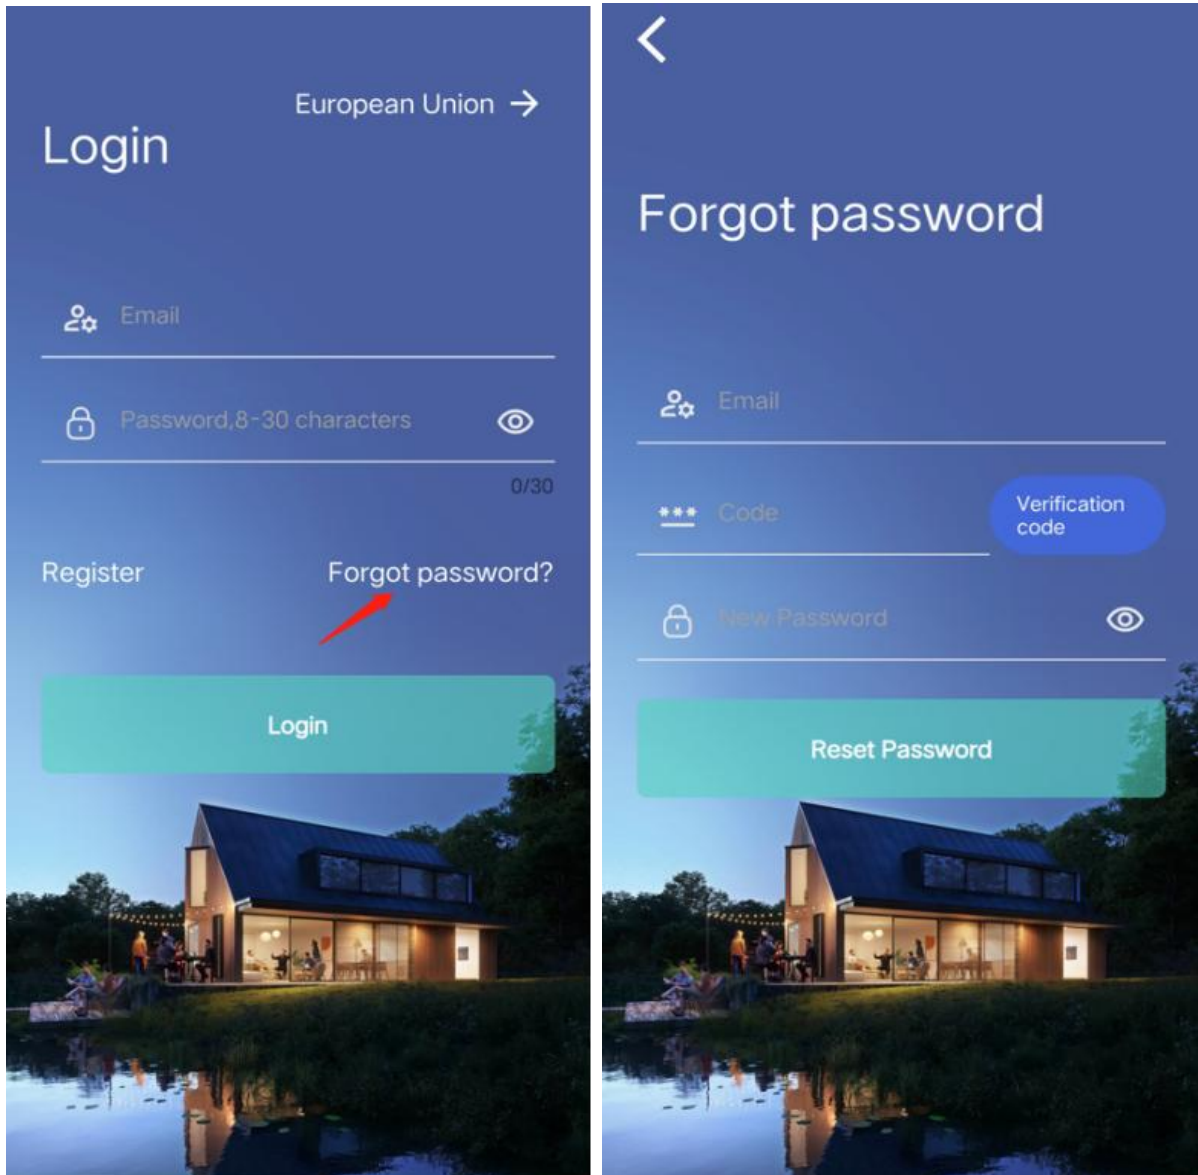 European Union
Login
Email
Password,8-30 characters
0/30
Register
Forgot password?
Login
Forgot password
Email
Code
Verification
code
New Password
Reset Password